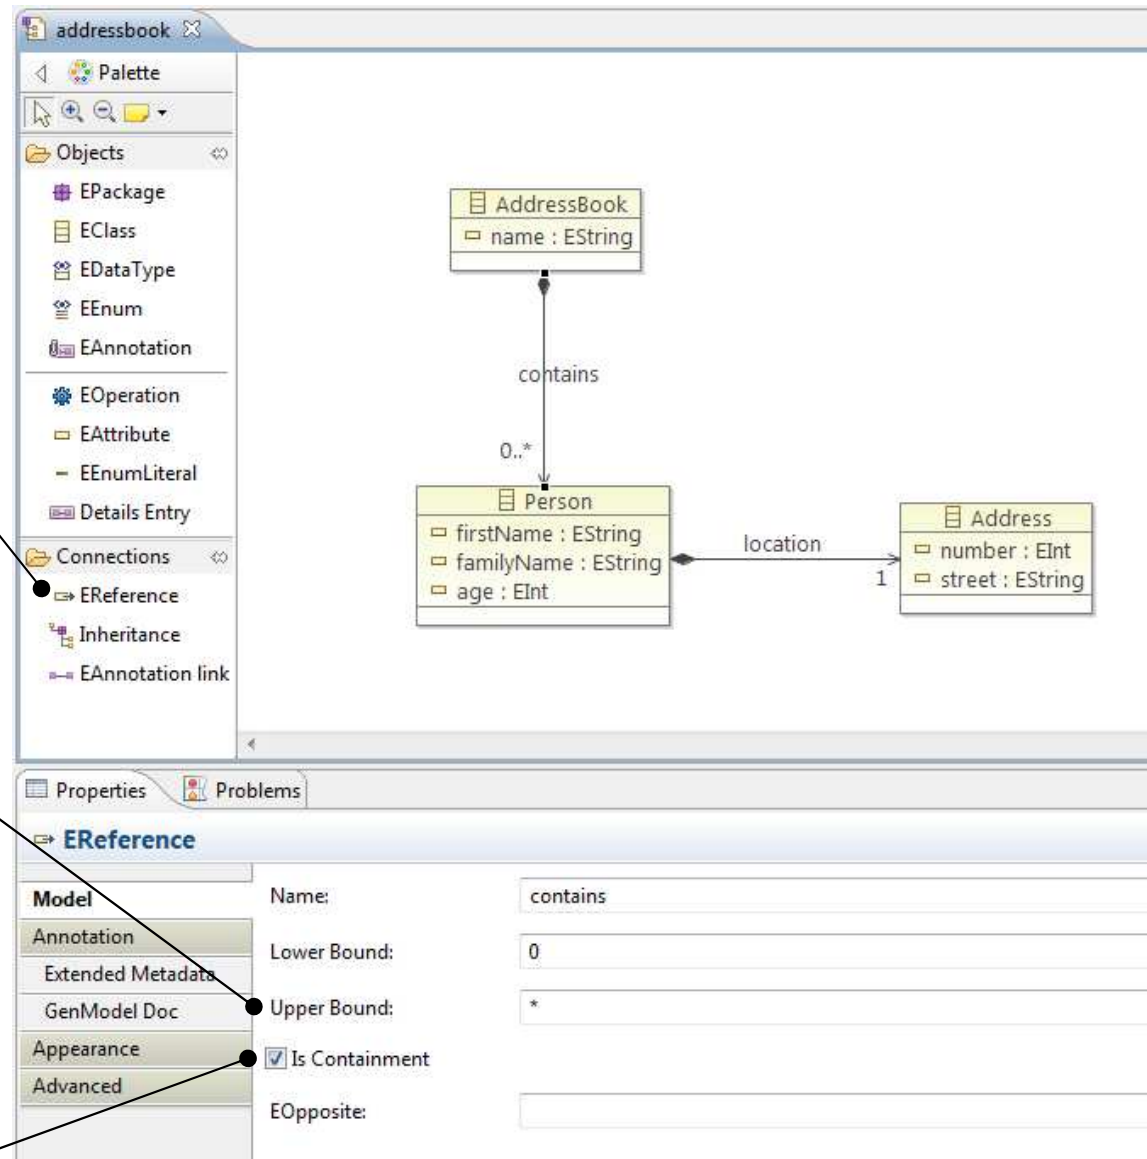 addressbook
Palette
Objects
EPackage
EClass
EDataType
EEnum
EAnnotation
EOperation
EAttribute
EEnumLiteral
Details Entry
Connections
EReference
Inheritance
EAnnotation link
AddressBook
name : EString
contains
0..*
Person
firstName : EString
familyName : EString
age : EInt
location
1
Address
number : EInt
street : EString
Properties
Problems
EReference
Model
Annotation
Extended Metadata
GenModel Doc
Appearance
Advanced
Name: contains
Lower Bound: 0
Upper Bound: *
Is Containment
EOpposite: